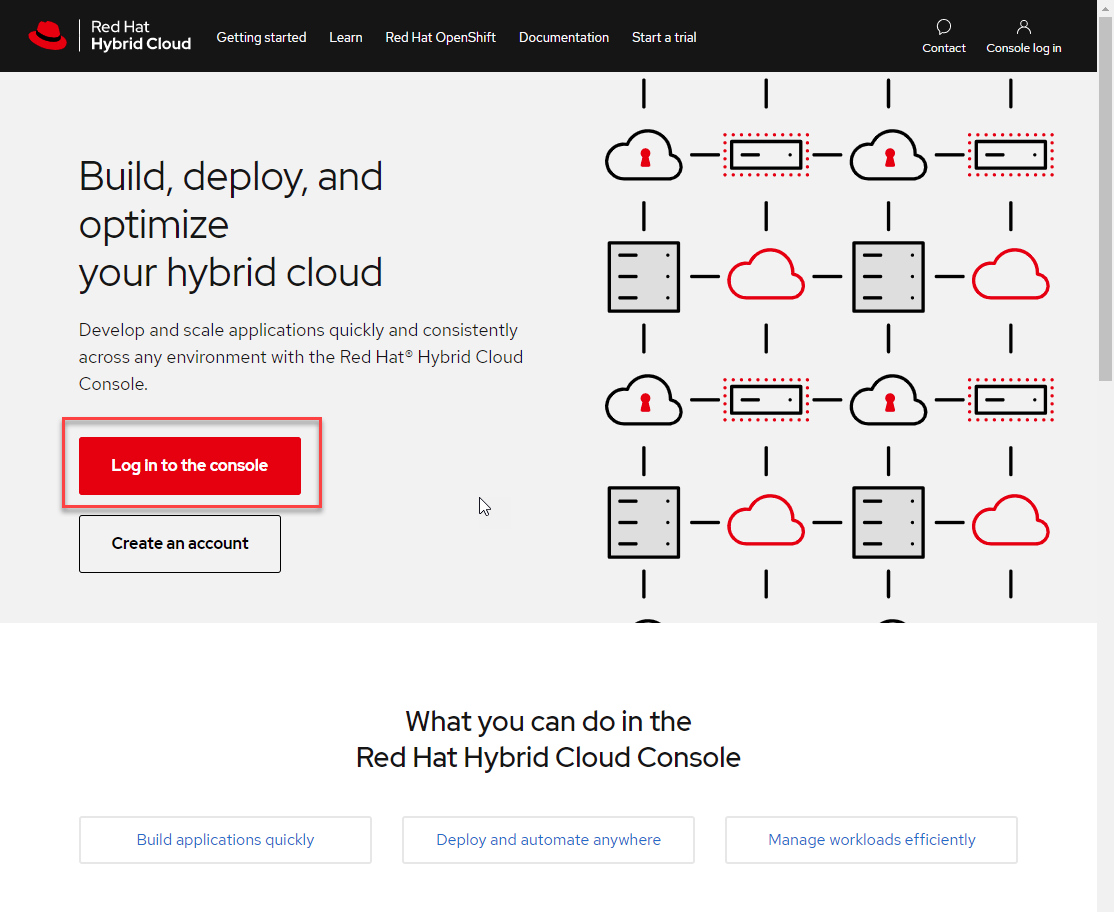 Red Hat
Hybrid Cloud
Getting started
Learn
Red Hat OpenShift
Documentation
Start a trial
Contact
Console log in
Build, deploy, and
optimize
your hybrid cloud
Develop and scale applications quickly and consistently
across any environment with the Red Hat® Hybrid Cloud
Console.
Log in to the console
Create an account
What you can do in the
Red Hat Hybrid Cloud Console
Build applications quickly
Deploy and automate anywhere
Manage workloads efficiently